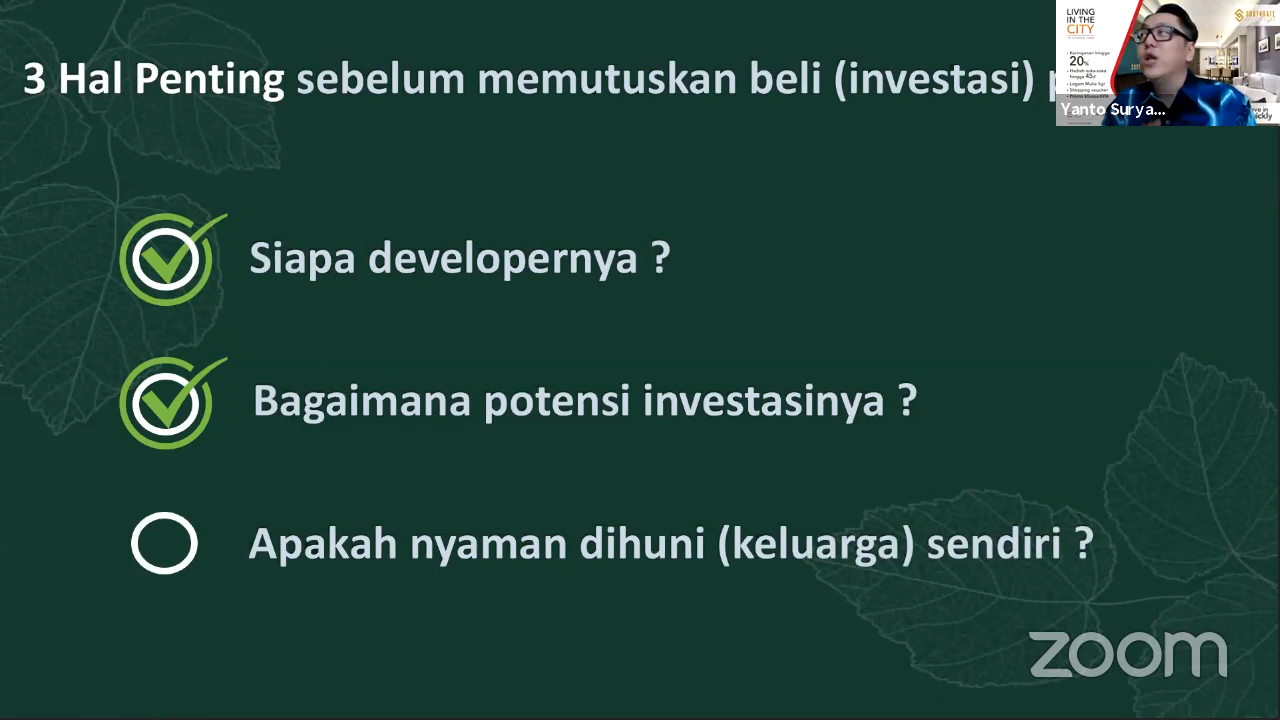 3 Hal Penting sebelum memutuskan beli (investasi) p
LIVING
IN THE
CITY
20%
Yanto Surya...
Siapa developernya ?
Bagaimana potensi investasinya ?
Apakah nyaman dihuni (keluarga) sendiri ?
zoom